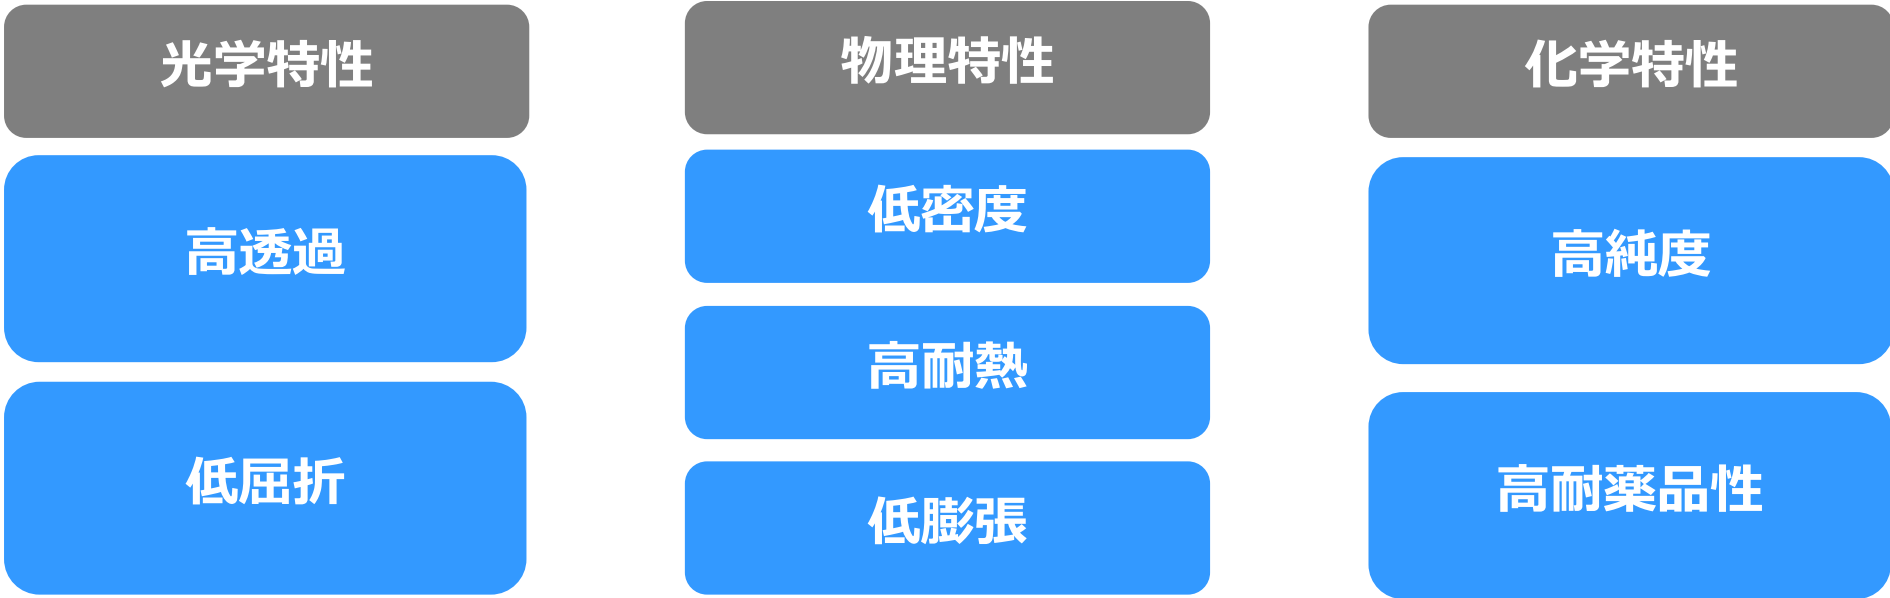 光学特性
高透過
低屈折
物理特性
低密度
高耐熱
低膨張
化学特性
高純度
高耐薬品性